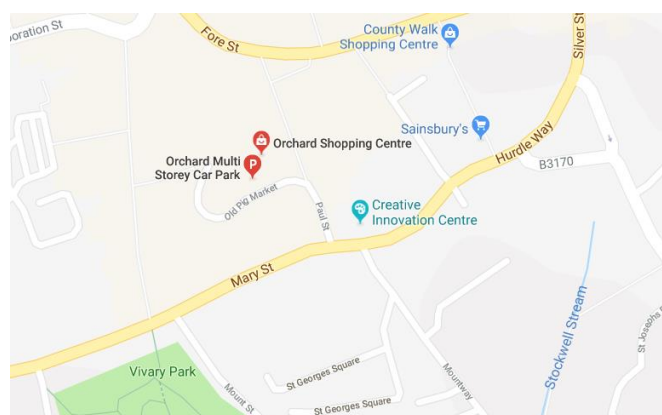 oration St
Fore St
County Walk
Shopping Centre
Silver St
Sainsbury's
Orchard Shopping Centre
Hurdle Way
Orchard Multi
Storey Car Park
P
B3170
Old Pig Market
Paul St
Creative
Innovation Centre
Mary St
Stockwell Stream
St Josephs F
Vivary Park
St Georges Square
Mount St
Mountway
St Georges Square